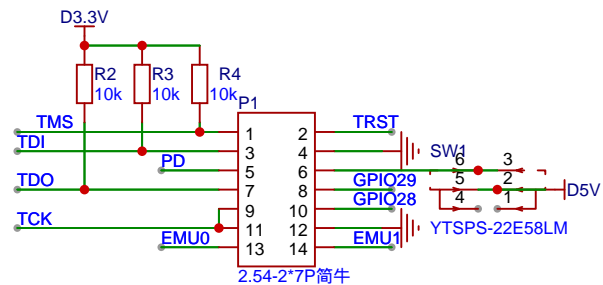 D3.3V
R2 R3 R4
10k 10k 10k
P1
TMS 1 2 TRST
TDI 3 4 SW1
PD 5 6 6 3
TDO 7 8 GPIO29 5 2 D5V
9 10 GPIO28 4 1
TCK 11 12 YTSPS-22E58LM
EMU0 13 14 EMU1
2.54-2*7P简牛